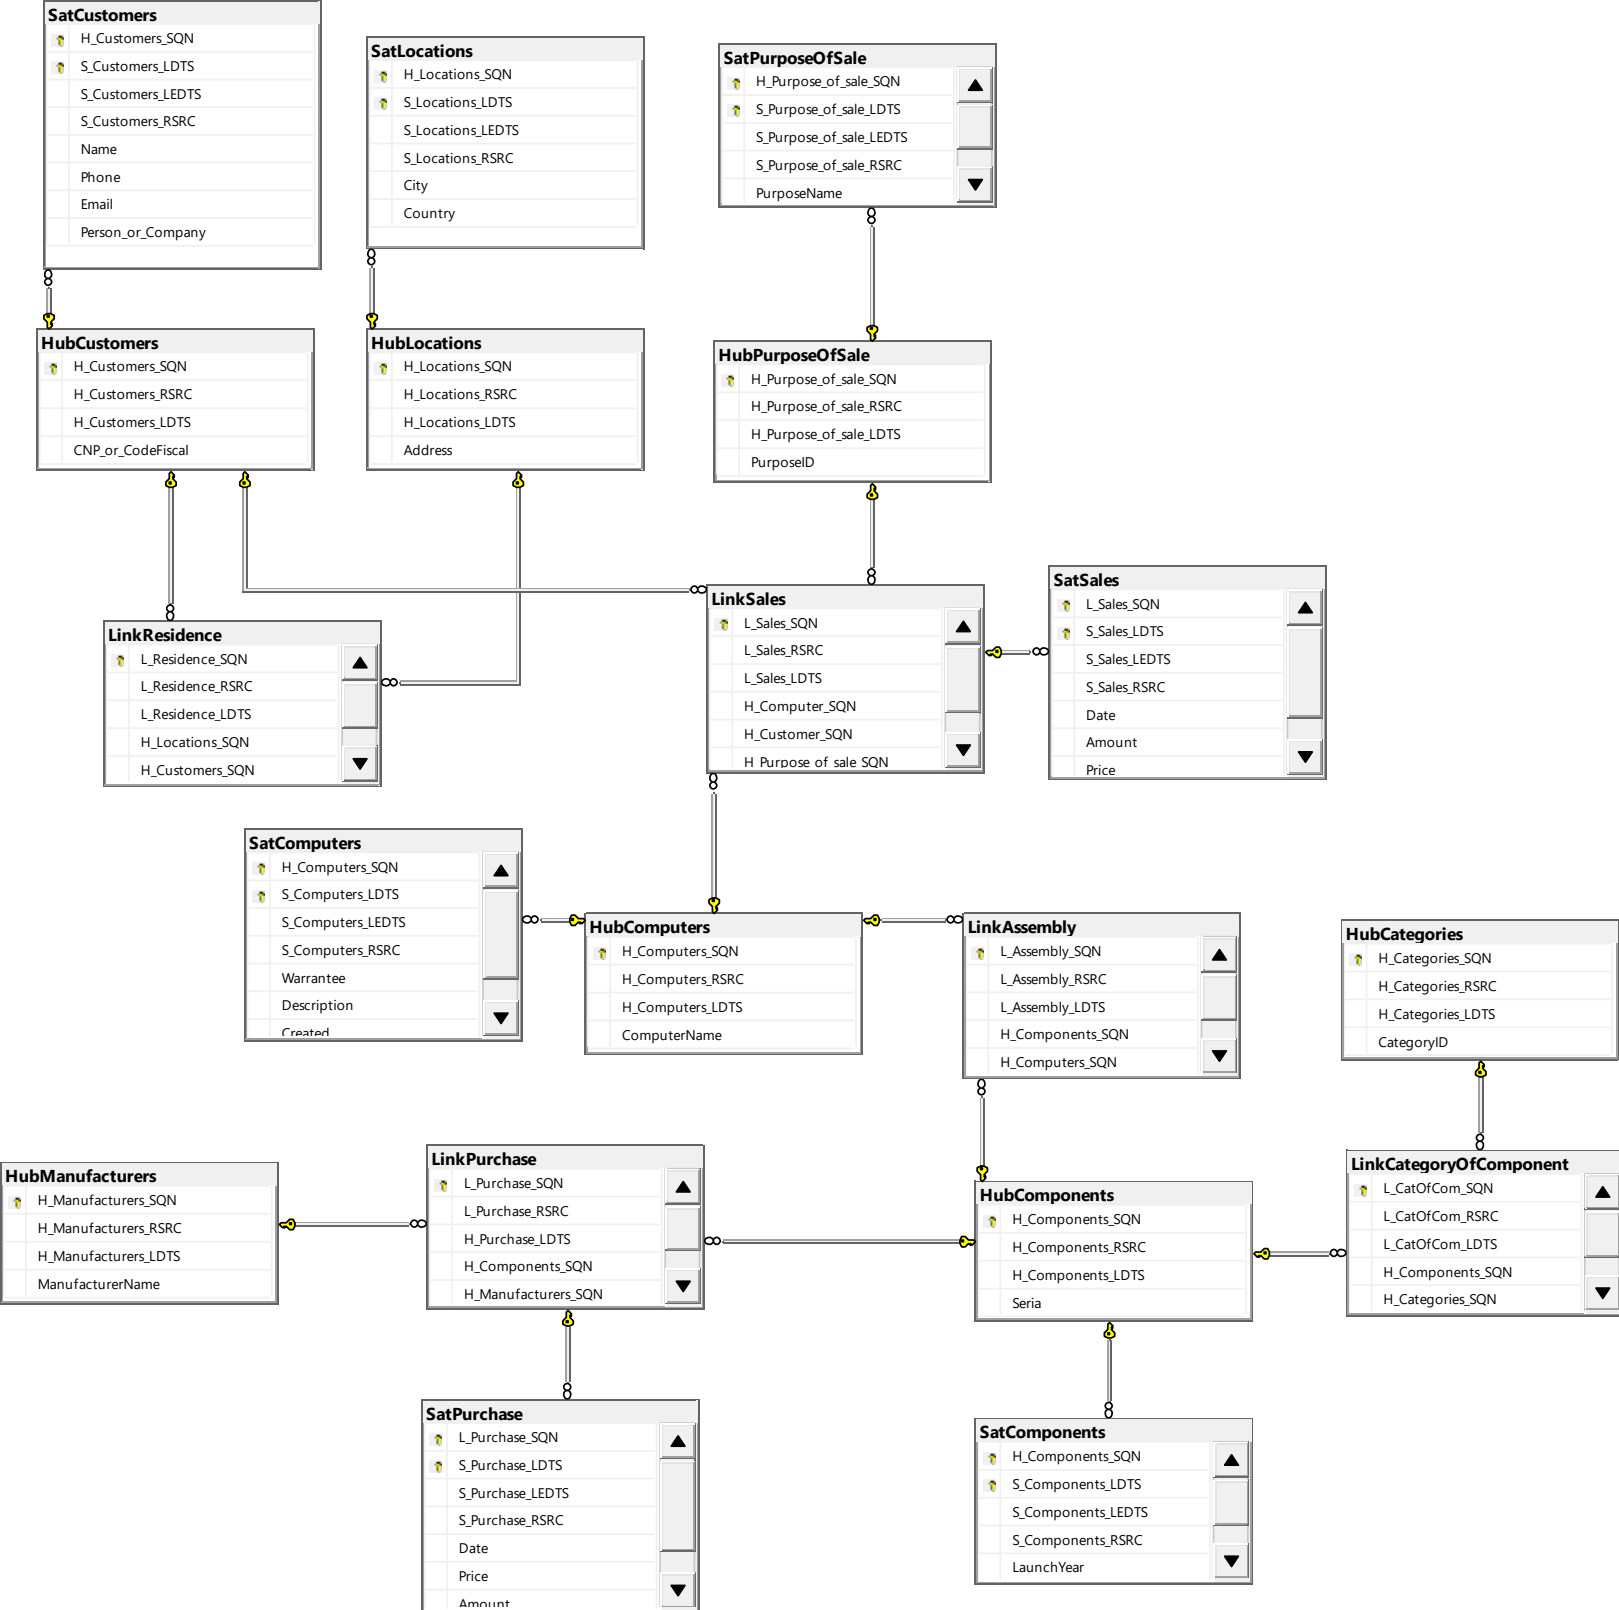 SatCustomers
H_Customers_SQN
S_Customers_LDTS
S_Customers_LEDTS
S_Customers_RSRC
Name
Phone
Email
Person_or_Company
SatLocations
H_Locations_SQN
S_Locations_LDTS
S_Locations_LEDTS
S_Locations_RSRC
City
Country
SatPurposeOfSale
H_Purpose_of_sale_SQN
S_Purpose_of_sale_LDTS
S_Purpose_of_sale_LEDTS
S_Purpose_of_sale_RSRC
PurposeName
HubCustomers
H_Customers_SQN
H_Customers_RSRC
H_Customers_LDTS
CNP_or_CodeFiscal
HubLocations
H_Locations_SQN
H_Locations_RSRC
H_Locations_LDTS
Address
HubPurposeOfSale
H_Purpose_of_sale_SQN
H_Purpose_of_sale_RSRC
H_Purpose_of_sale_LDTS
PurposeID
LinkResidence
L_Residence_SQN
L_Residence_RSRC
L_Residence_LDTS
H_Locations_SQN
H_Customers_SQN
LinkSales
L_Sales_SQN
L_Sales_RSRC
L_Sales_LDTS
H_Computer_SQN
H_Customer_SQN
H_Purpose_of_sale_SQN
SatSales
L_Sales_SQN
S_Sales_LDTS
S_Sales_LEDTS
S_Sales_RSRC
Date
Amount
Price
SatComputers
H_Computers_SQN
S_Computers_LDTS
S_Computers_LEDTS
S_Computers_RSRC
Warrantee
Description
Created
HubComputers
H_Computers_SQN
H_Computers_RSRC
H_Computers_LDTS
ComputerName
LinkAssembly
L_Assembly_SQN
L_Assembly_RSRC
L_Assembly_LDTS
H_Components_SQN
H_Computers_SQN
HubCategories
H_Categories_SQN
H_Categories_RSRC
H_Categories_LDTS
CategoryID
HubManufacturers
H_Manufacturers_SQN
H_Manufacturers_RSRC
H_Manufacturers_LDTS
ManufacturerName
LinkPurchase
L_Purchase_SQN
L_Purchase_RSRC
H_Purchase_LDTS
H_Components_SQN
H_Manufacturers_SQN
HubComponents
H_Components_SQN
H_Components_RSRC
H_Components_LDTS
Seria
LinkCategoryOfComponent
L_CatOfCom_SQN
L_CatOfCom_RSRC
L_CatOfCom_LDTS
H_Components_SQN
H_Categories_SQN
SatPurchase
L_Purchase_SQN
S_Purchase_LDTS
S_Purchase_LEDTS
S_Purchase_RSRC
Date
Price
Amount
SatComponents
H_Components_SQN
S_Components_LDTS
S_Components_LEDTS
S_Components_RSRC
LaunchYear